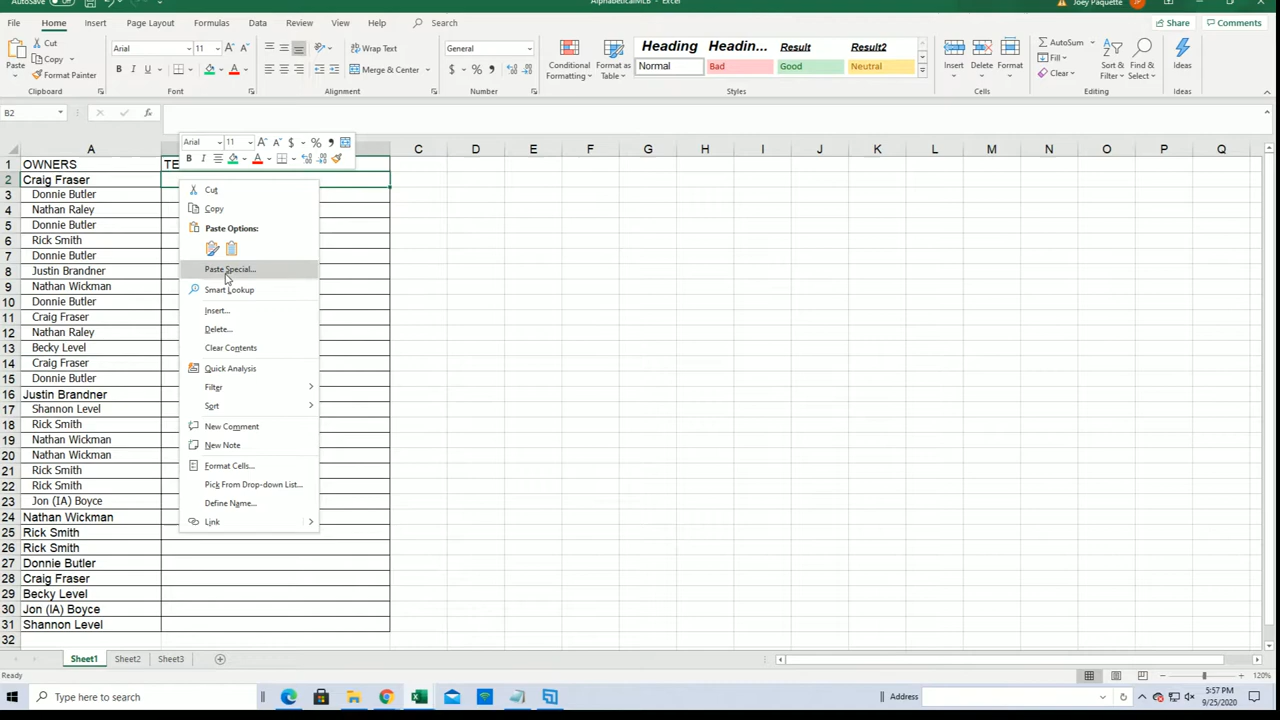 AutoSave Off AlphabeticalMLB - Excel Joey Paquette JP
File Home Insert Page Layout Formulas Data Review View Help Search Share Comments
Paste Cut Copy Format Painter Clipboard
Arial 11 B I U Font
Wrap Text Merge & Center Alignment
General $ % , Number
Conditional Formatting Format as Table Heading Headin... Result Result2 Normal Bad Good Neutral Styles
Insert Delete Format Cells
AutoSum Fill Clear Sort & Filter Find & Select Editing
Ideas Ideas
B2 fx
Arial 11 $ % ,
B I
A C D E F G H I J K L M N O P Q
1 OWNERS TE
2 Craig Fraser
3 Donnie Butler
4 Nathan Raley
5 Donnie Butler
6 Rick Smith
7 Donnie Butler
8 Justin Brandner
9 Nathan Wickman
10 Donnie Butler
11 Craig Fraser
12 Nathan Raley
13 Becky Level
14 Craig Fraser
15 Donnie Butler
16 Justin Brandner
17 Shannon Level
18 Rick Smith
19 Nathan Wickman
20 Nathan Wickman
21 Rick Smith
22 Rick Smith
23 Jon (IA) Boyce
24 Nathan Wickman
25 Rick Smith
26 Rick Smith
27 Donnie Butler
28 Craig Fraser
29 Becky Level
30 Jon (IA) Boyce
31 Shannon Level
32
Cut
Copy
Paste Options:
Paste Special...
Smart Lookup
Insert...
Delete...
Clear Contents
Quick Analysis
Filter
Sort
New Comment
New Note
Format Cells...
Pick From Drop-down List...
Define Name...
Link
Sheet1 Sheet2 Sheet3
Ready 120%
Type here to search Address 5:57 PM
9/25/2020